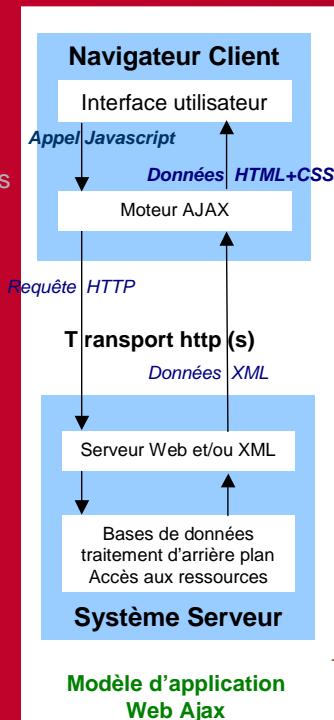 Navigateur Client
Interface utilisateur
Appel Javascript
s
Données HTML+CSS
Moteur AJAX
Requête HTTP
T ransport http (s)
Données XML
Serveur Web et/ou XML
Bases de données
traitement d'arrière plan
Accès aux ressources
Système Serveur
Modèle d'application
Web Ajax